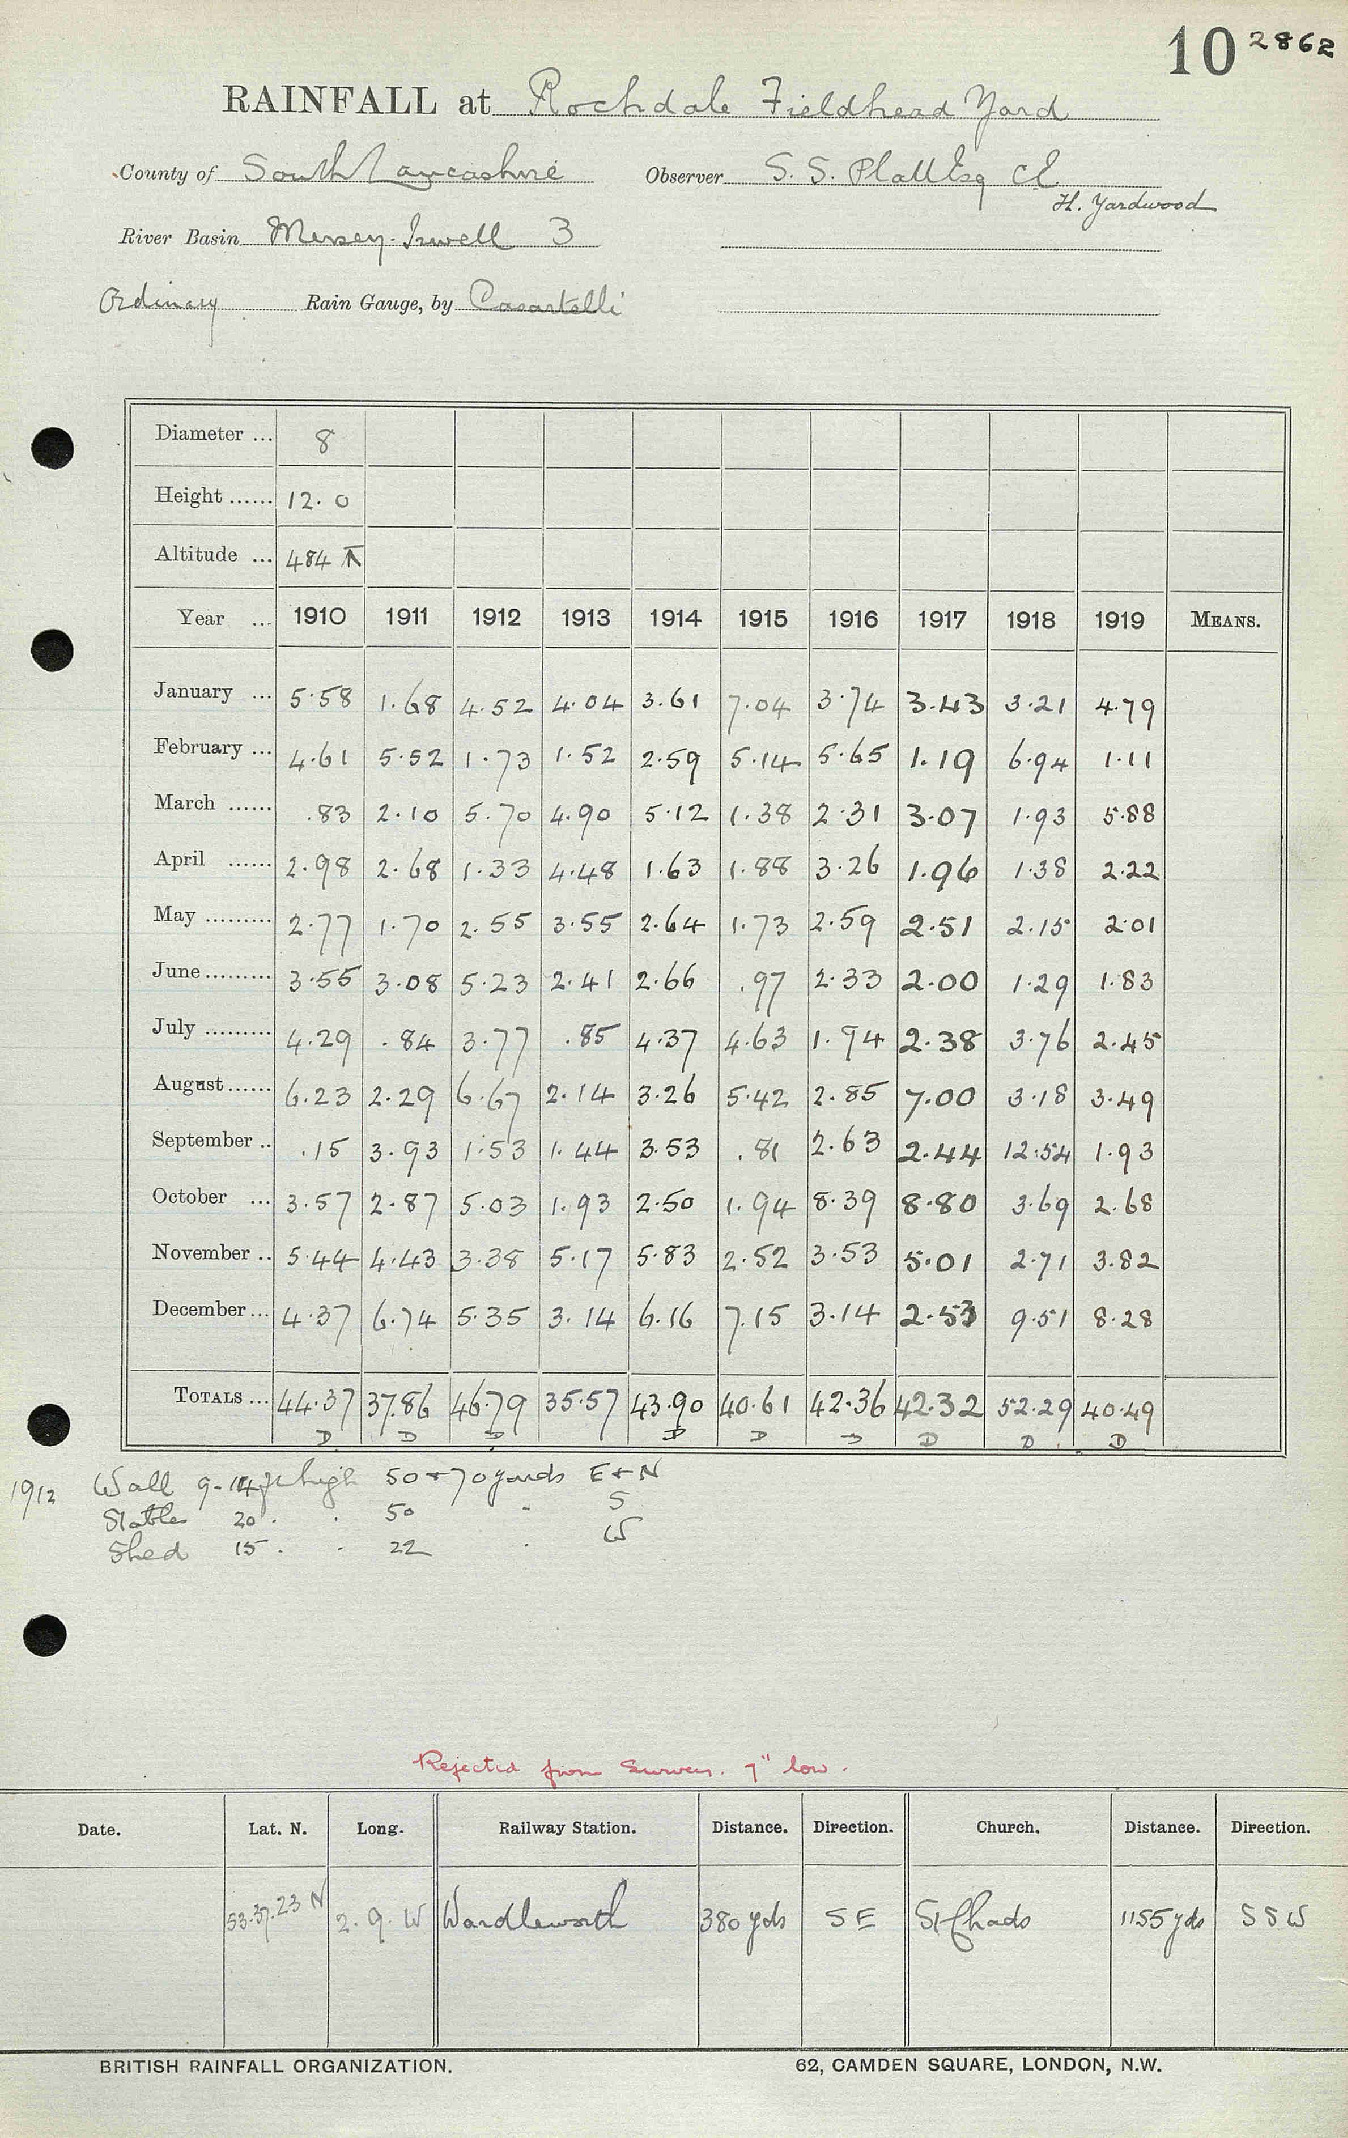 10 2862
RAINFALL at Rochdale Fieldhead Yard
County of South Lancashire Observer S. S. Platt Esq CE
H. Yardwood
River Basin Mersey-Irwell 3
Ordinary Rain Gauge, by Casartelli
Diameter ... 8
Height ...... 12.0
Altitude ... 484
Year ... 1910 1911 1912 1913 1914 1915 1916 1917 1918 1919 MEANS.
January ... 5.58 1.68 4.52 4.04 3.61 7.04 3.74 3.43 3.21 4.79
February ... 4.61 5.52 1.73 1.52 2.59 5.14 5.65 1.19 6.94 1.11
March ...... .83 2.10 5.70 4.90 5.12 1.38 2.31 3.07 1.93 5.88
April ...... 2.98 2.68 1.33 4.48 1.63 1.88 3.26 1.96 1.38 2.22
May ......... 2.77 1.70 2.55 3.55 2.64 1.73 2.59 2.51 2.15 2.01
June ......... 3.55 3.08 5.23 2.41 2.66 .97 2.33 2.00 1.29 1.83
July ......... 4.29 .84 3.77 .85 4.37 4.63 1.94 2.38 3.76 2.45
August ...... 6.23 2.29 6.67 2.14 3.26 5.42 2.85 7.00 3.18 3.49
September .. .15 3.93 1.53 1.44 3.53 .81 2.63 2.44 12.54 1.93
October ... 3.57 2.87 5.03 1.93 2.50 1.94 8.39 8.80 3.69 2.68
November .. 5.44 4.43 3.38 5.17 5.83 2.52 3.53 5.01 2.71 3.82
December ... 4.37 6.74 5.35 3.14 6.16 7.15 3.14 2.53 9.51 8.28
TOTALS ... 44.37 37.86 46.79 35.57 43.90 40.61 42.36 42.32 52.29 40.49
D D D D D D D D D
1912 Wall 9-14 ft high 50 + 70 yards E + N
Stables 20 . . 50 " S
Shed 15 . . 22 . W
Rejected from Survey. 7" low.
Date. Lat. N. Long. Railway Station. Distance. Direction. Church. Distance. Direction.
53.37.23 N 2.9.W Wardleworth 380 yds SE St Chads 1155 yds SSW
BRITISH RAINFALL ORGANIZATION. 62, CAMDEN SQUARE, LONDON, N.W.